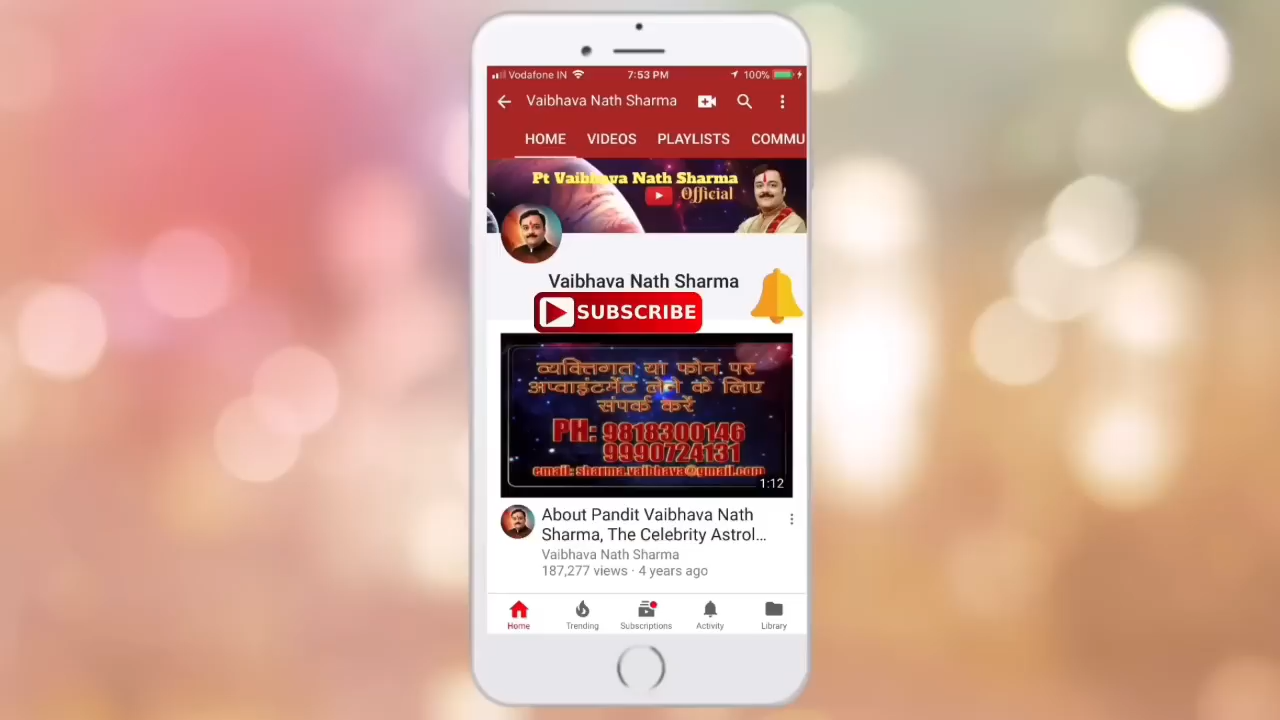 Vodafone IN
7:53 PM
100%
Vaibhava Nath Sharma
HOME VIDEOS PLAYLISTS COMMU
Pt Vaibhava Nath Sharma
Official
Vaibhava Nath Sharma
SUBSCRIBE
व्यक्तिगत या फोन पर
अप्वाइंटमेंट लेने के लिए
संपर्क करें
PH: 9818300146
9990724131
email: sharma.vaibhava@gmail.com
1:12
About Pandit Vaibhava Nath
Sharma, The Celebrity Astrol...
Vaibhava Nath Sharma
187,277 views · 4 years ago
Home Trending Subscriptions Activity Library